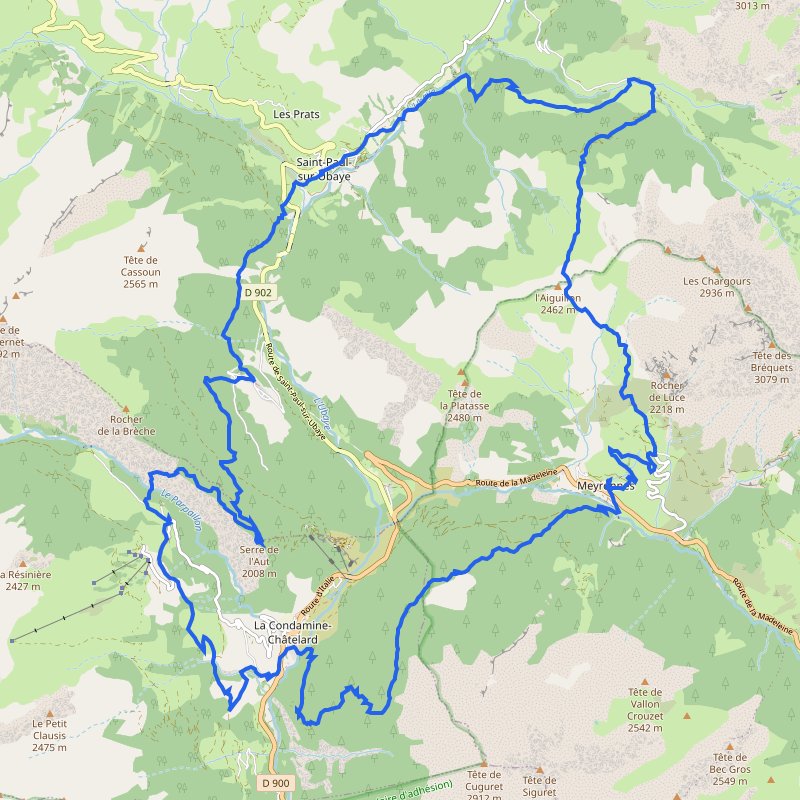 3013 m
Les Prats
Saint-Paul-
sur-Ubaye
Tête de
Cassoun
2565 m
D 902
Les Chargours
2936 m
l'Aiguillon
2462 m
Tête des
Bréquets
3079 m
Route de Saint-Paul-sur-Ubaye
L'Ubaye
Tête de
la Platasse
2480 m
Rocher
de Luce
2218 m
Rocher
de la Brèche
Route de la Madeleine
Meyronnes
Le Parpaillon
Serre de
l'Aut
2008 m
La Résinière
2427 m
Route d'Italie
Route de la Madeleine
La Condamine-
Châtelard
Tête de
Vallon
Crouzet
2542 m
Le Petit
Clausis
2475 m
Tête de
Bec Gros
2549 m
D 900
Tête de
Cuguret
2912 m
Tête de
Siguret
(aire d'adhésion)